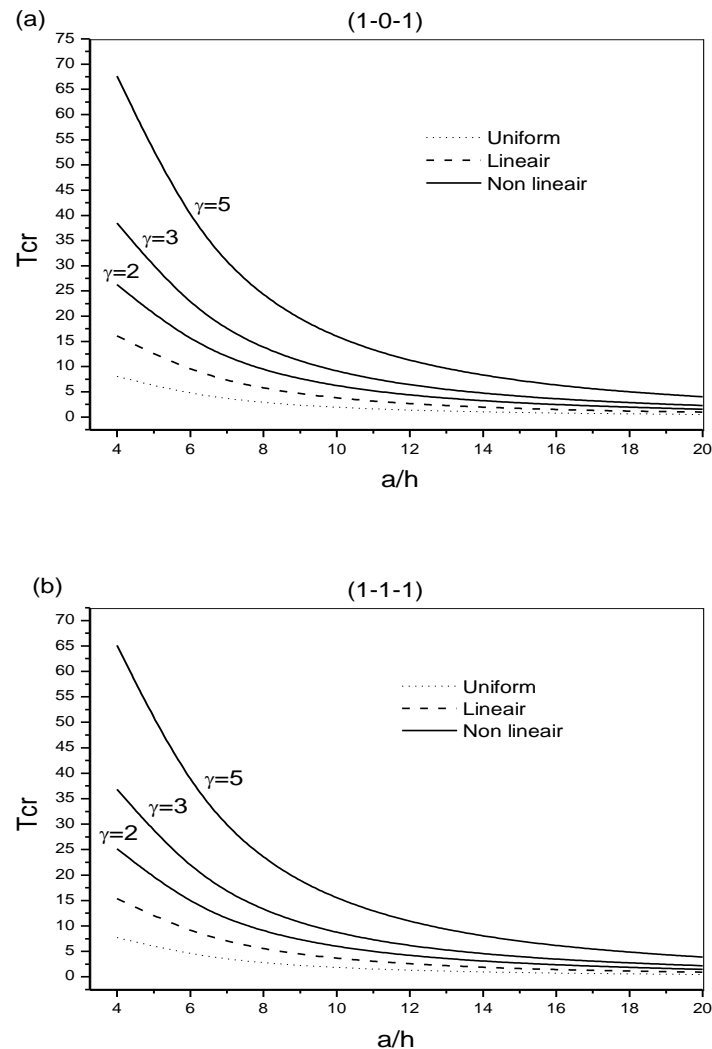 (a)
(1-0-1)
75
70
65
60
55
50
45
40
35
30
25
20
15
10
5
0
Tcr
Uniform
Lineair
Non lineair
γ=5
γ=3
γ=2
4 6 8 10 12 14 16 18 20
a/h
(b)
(1-1-1)
70
65
60
55
50
45
40
35
30
25
20
15
10
5
0
Tcr
Uniform
Lineair
Non lineair
γ=5
γ=3
γ=2
4 6 8 10 12 14 16 18 20
a/h